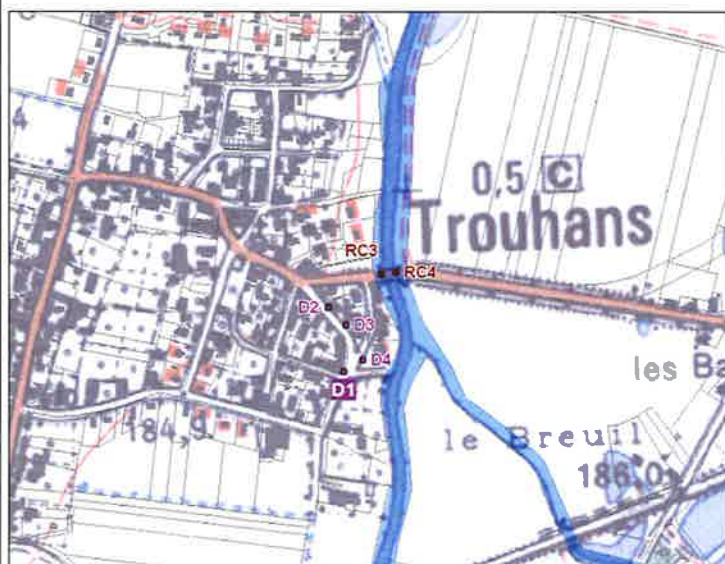 0,5 C
Trouhans
RC3
RC4
D2
D3
D4
D1
les Ba
184,9
le Breuil
186,0